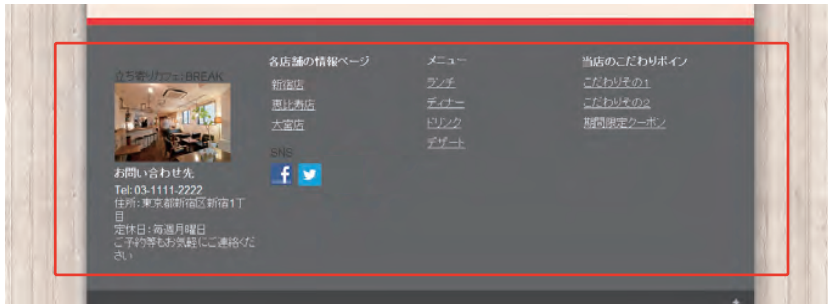 立ち寄りカフェ:BREAK
お問い合わせ先
Tel: 03-1111-2222
住所:東京都新宿区新宿1丁
目
定休日:毎週月曜日
ご予約等もお気軽にご連絡くだ
さい
各店舗の情報ページ
新宿店
恵比寿店
大宮店
SNS
メニュー
ランチ
ディナー
ドリンク
デザート
当店のこだわりポイン
こだわりその1
こだわりその2
期間限定クーポン